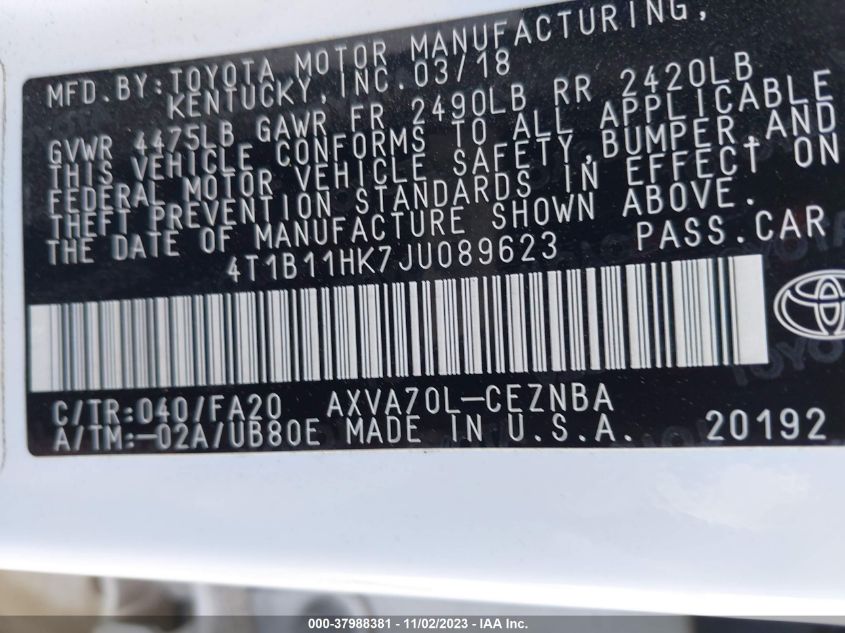 MFD. BY: TOYOTA MOTOR MANUFACTURING,
KENTUCKY, INC. 03/18
GVWR 4475LB GAWR FR 2490LB RR 2420LB
THIS VEHICLE CONFORMS TO ALL APPLICABLE
FEDERAL MOTOR VEHICLE SAFETY, BUMPER, AND
THEFT PREVENTION STANDARDS IN EFFECT ON
THE DATE OF MANUFACTURE SHOWN ABOVE.
4T1B11HK7JU089623 PASS. CAR
C/TR: 040/FA20 AXVA70L-CEZNBA
A/TM: -02A/UB80E MADE IN U.S.A. 20192
000-37988381 - 11/02/2023 - IAA Inc.